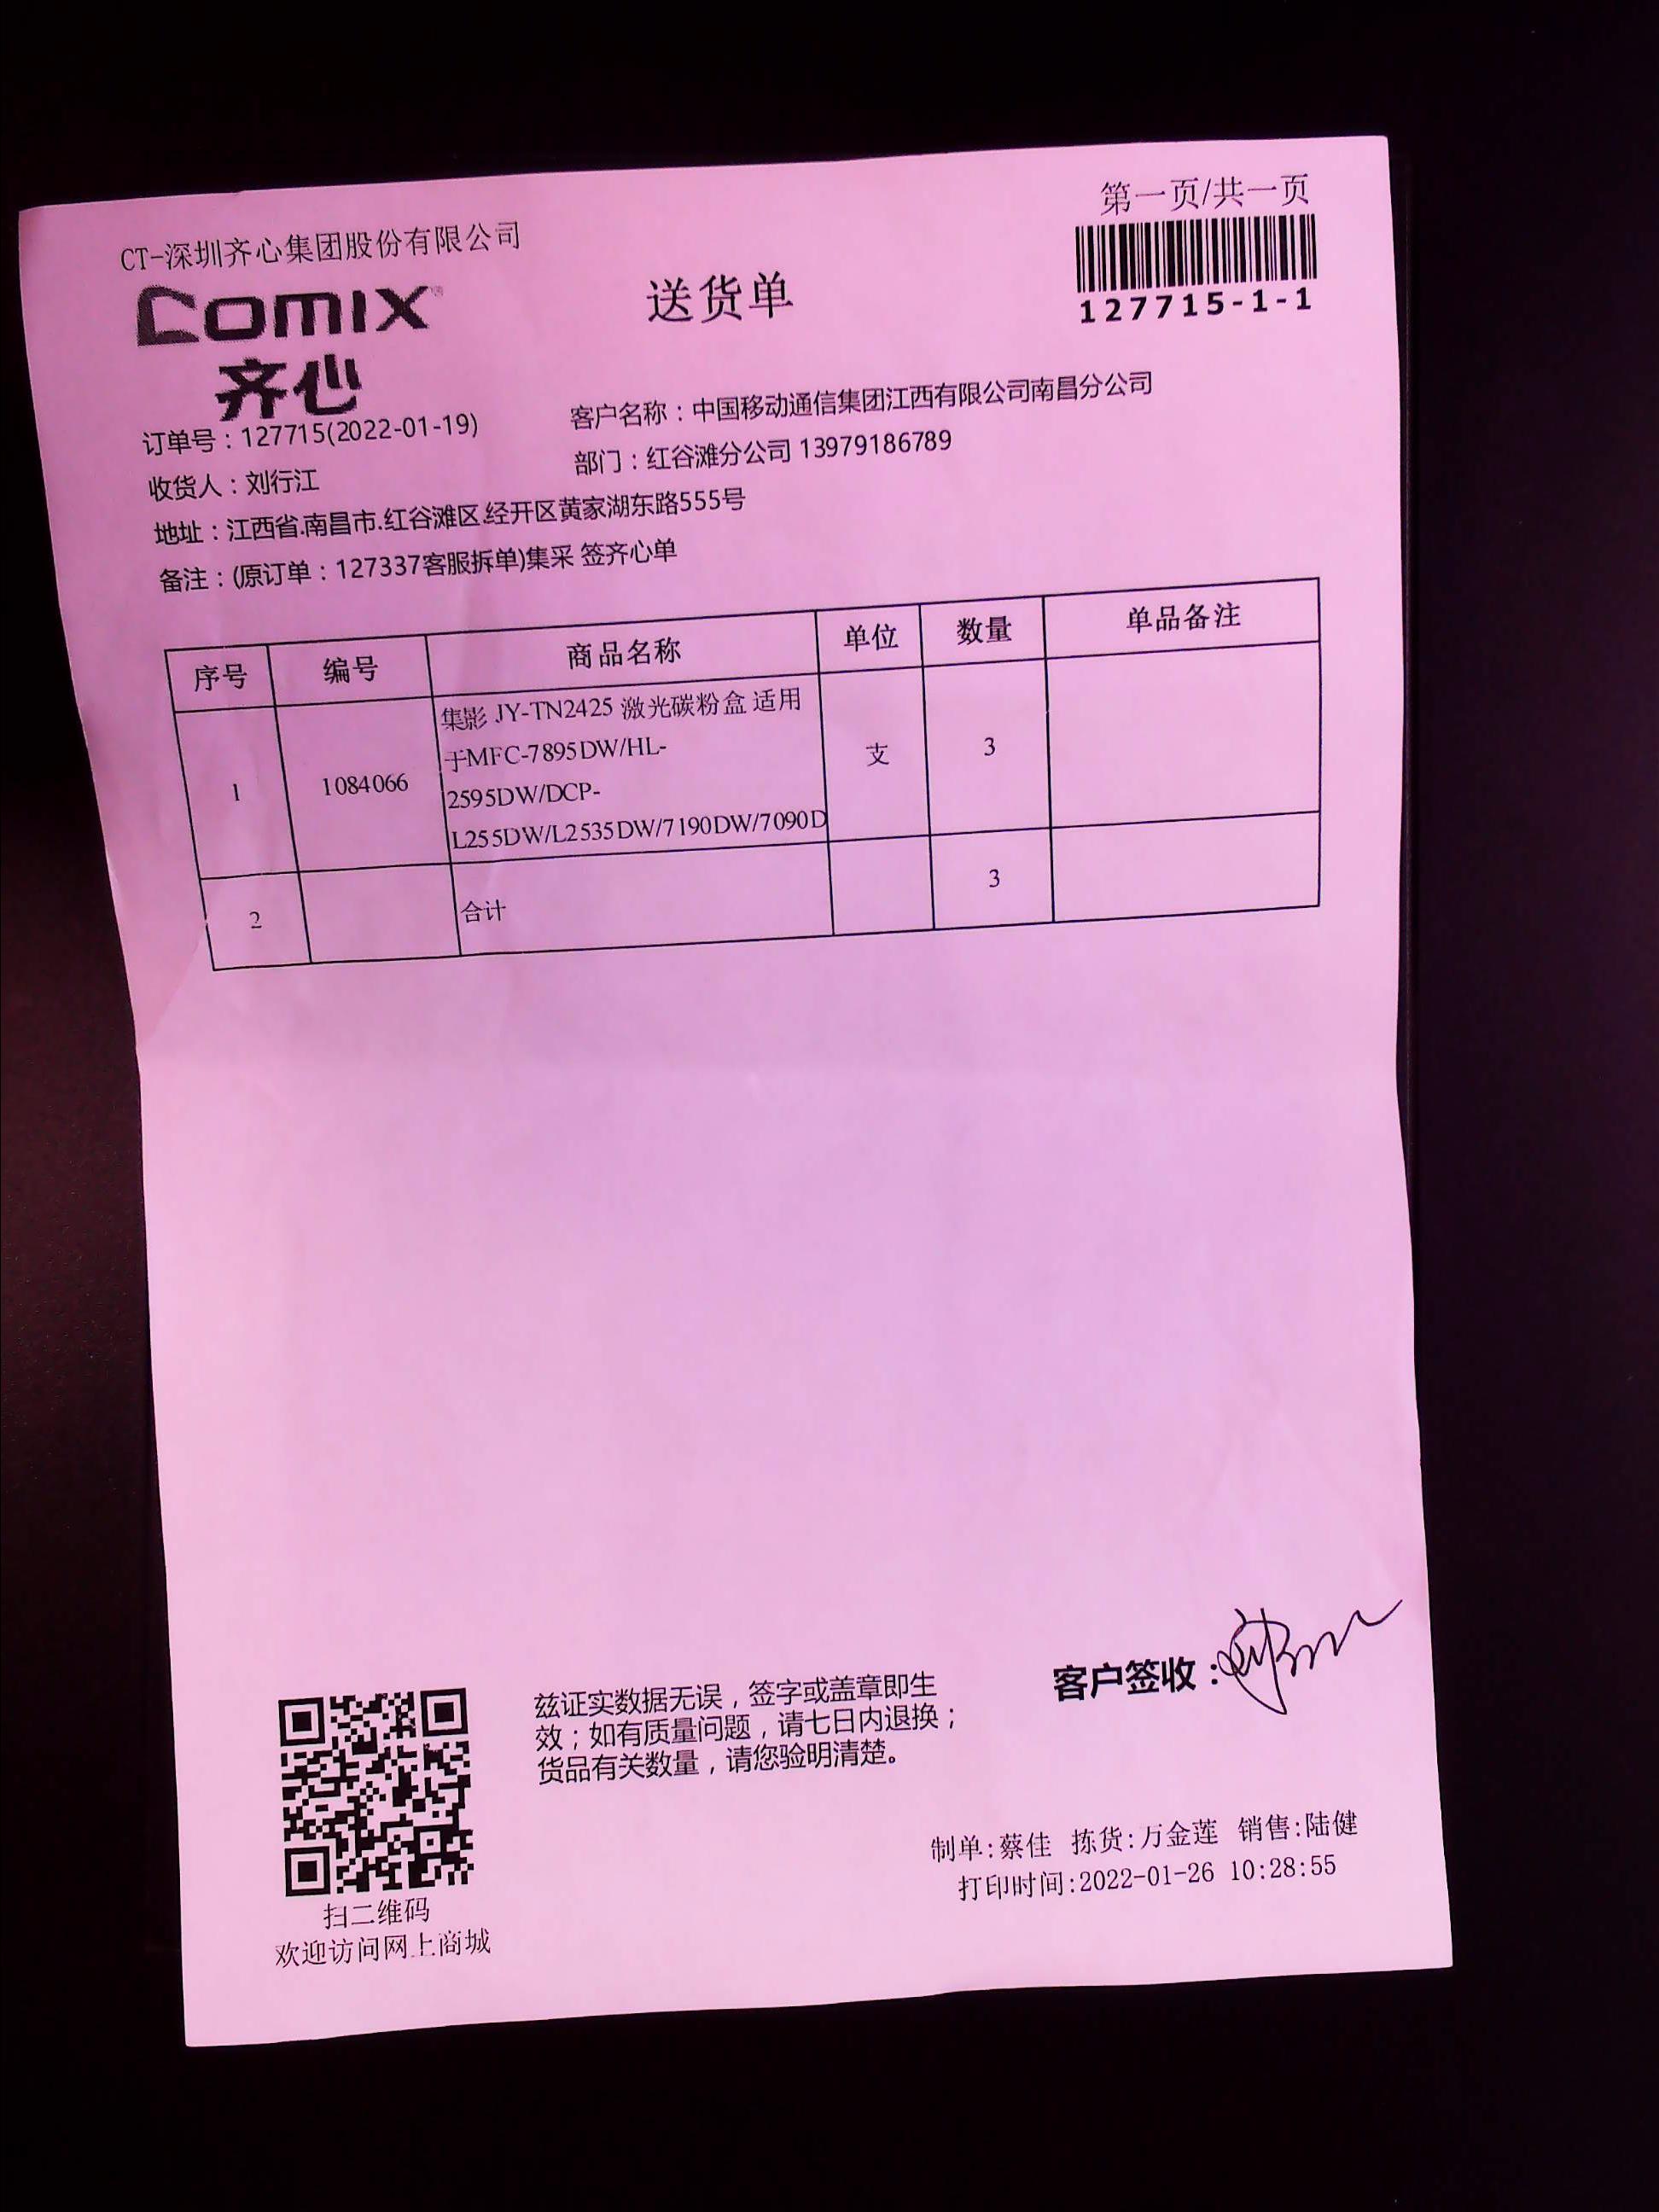 第一页/共一页
CT-深圳齐心集团股份有限公司
comix
齐心
送货单
127715-1-1
订单号：127715(2022-01-19)
客户名称：中国移动通信集团江西有限公司南昌分公司
收货人：刘行江
部门：红谷滩分公司 13979186789
地址：江西省.南昌市.红谷滩区.经开区黄家湖东路555号
备注：(原订单：127337客服拆单)集采 签齐心单
序号 编号 商品名称 单位 数量 单品备注
1 1084066 集影 JY-TN2425 激光碳粉盒 适用
于MFC-7895DW/HL-
2595DW/DCP-
L255DW/L2535DW/7190DW/7090D
支 3
2 合计 3
客户签收：
兹证实数据无误，签字或盖章即生
效；如有质量问题，请七日内退换；
货品有关数量，请您验明清楚。
扫二维码
欢迎访问网上商城
制单:蔡佳 拣货:万金莲 销售:陆健
打印时间:2022-01-26 10:28:55